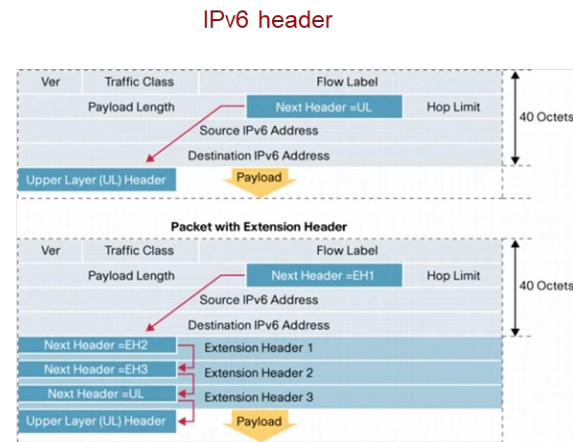 IPv6 header
Ver Traffic Class Flow Label
Payload Length Next Header =UL Hop Limit
40 Octets
Source IPv6 Address
Destination IPv6 Address
Upper Layer (UL) Header Payload
Packet with Extension Header
Ver Traffic Class Flow Label
Payload Length Next Header =EH1 Hop Limit
40 Octets
Source IPv6 Address
Destination IPv6 Address
Next Header =EH2 Extension Header 1
Next Header =EH3 Extension Header 2
Next Header =UL Extension Header 3
Upper Layer (UL) Header Payload